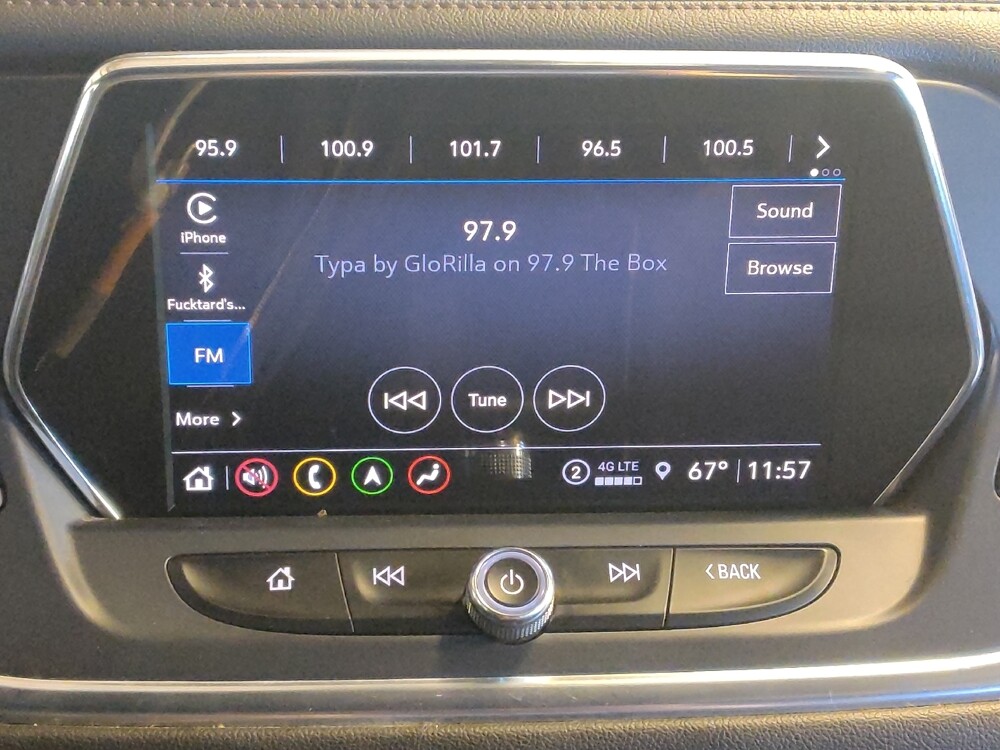 95.9 100.9 101.7 96.5 100.5
iPhone
97.9
Typa by GloRilla on 97.9 The Box
Sound
Fucktard's...
Browse
FM
More
Tune
2 4G LTE 67° 11:57
BACK